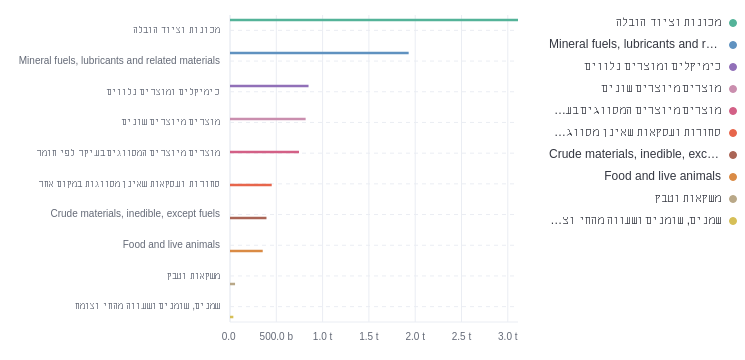 מכונות וציוד הובלה
Mineral fuels, lubricants and related materials
כימיקלים ומוצרים נלווים
מוצרים מיוצרים שונים
מוצרים מיוצרים המסווגים בעיקר לפי חומר
סחורות ועסקאות שאינן מסווגות במקום אחר
Crude materials, inedible, except fuels
Food and live animals
משקאות וטבק
שמנים, שומנים ושעווה מהחי וצומח
0.0 500.0 b 1.0 t 1.5 t 2.0 t 2.5 t 3.0 t
מכונות וציוד הובלה
Mineral fuels, lubricants and r...
כימיקלים ומוצרים נלווים
מוצרים מיוצרים שונים
מוצרים מיוצרים המסווגים בע...
סחורות ועסקאות שאינן מסווג...
Crude materials, inedible, exc...
Food and live animals
משקאות וטבק
שמנים, שומנים ושעווה מהחי וצ...